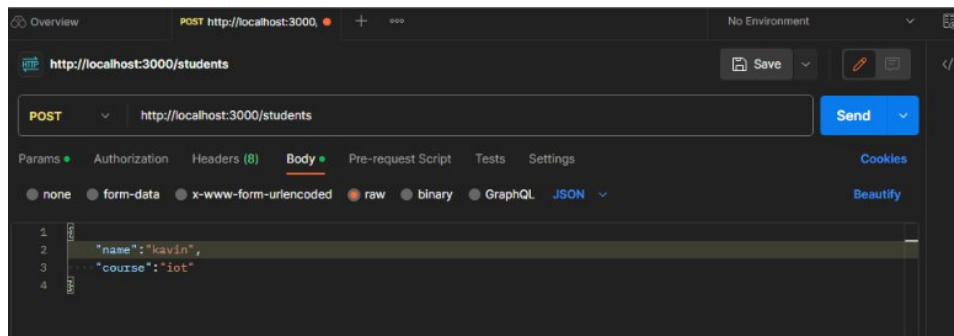 Overview POST http://localhost:3000, No Environment
HTTP http://localhost:3000/students Save
POST http://localhost:3000/students Send
Params Authorization Headers (8) Body Pre-request Script Tests Settings Cookies
none form-data x-www-form-urlencoded raw binary GraphQL JSON Beautify
1 {
2 "name":"kavin",
3 "course":"iot"
4 }